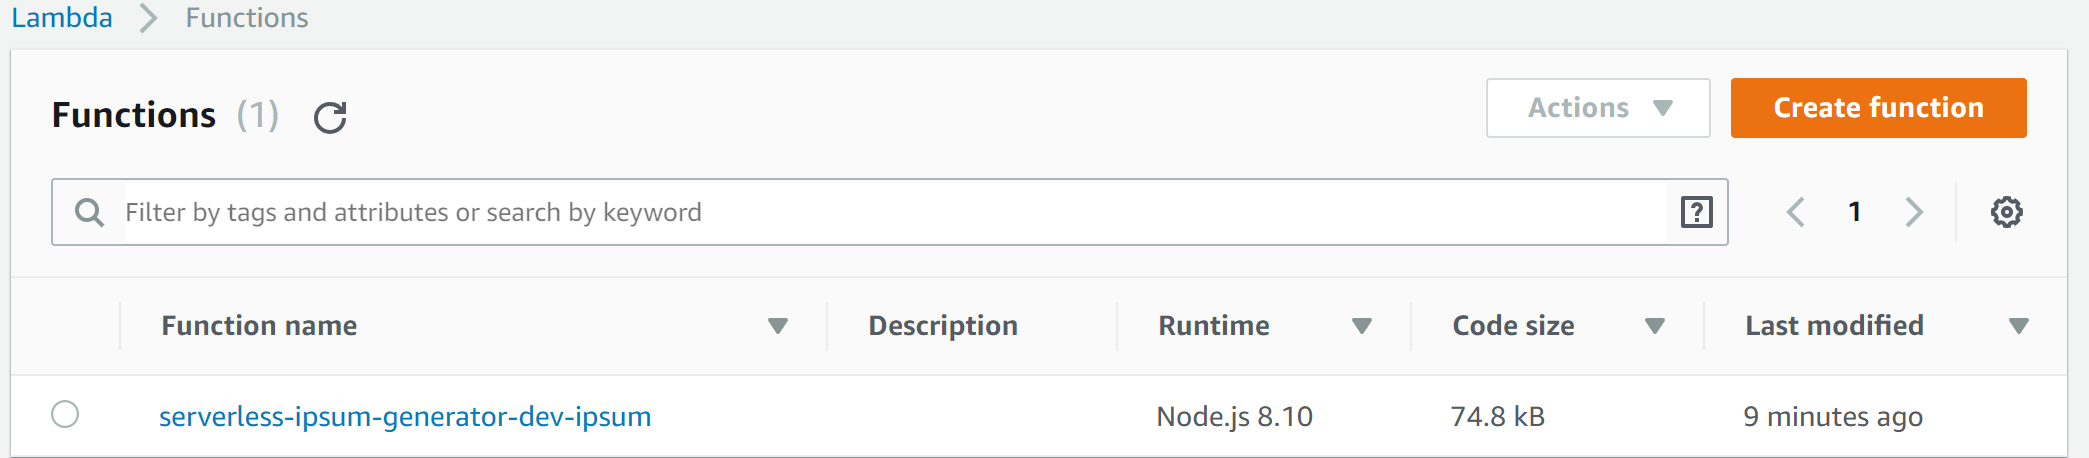 Lambda Functions
Functions (1)
Actions Create function
Filter by tags and attributes or search by keyword ? 1
Function name Description Runtime Code size Last modified
serverless-ipsum-generator-dev-ipsum Node.js 8.10 74.8 kB 9 minutes ago